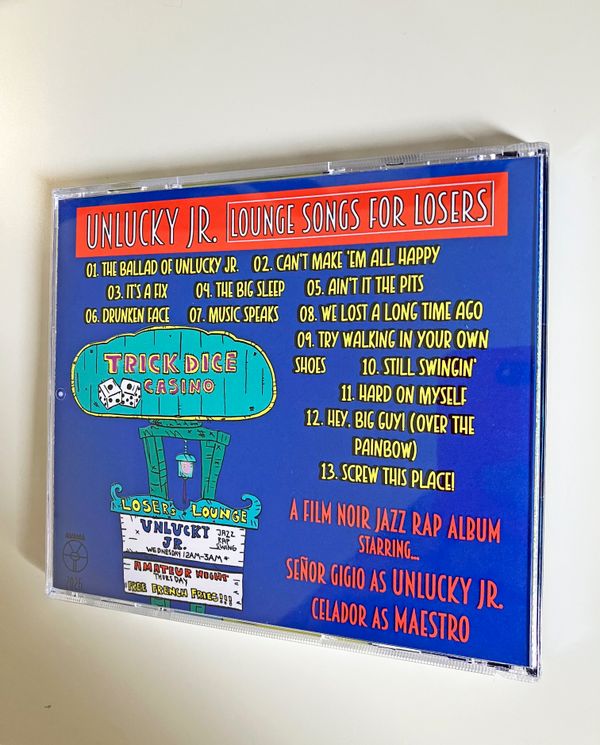 UNLUCKY JR. LOUNGE SONGS FOR LOSERS
01. THE BALLAD OF UNLUCKY JR. 02. CAN'T MAKE 'EM ALL HAPPY
03. IT'S A FIX 04. THE BIG SLEEP 05. AIN'T IT THE PITS
06. DRUNKEN FACE 07. MUSIC SPEAKS 08. WE LOST A LONG TIME AGO
09. TRY WALKING IN YOUR OWN
SHOES 10. STILL SWINGIN'
11. HARD ON MYSELF
12. HEY, BIG GUY! (OVER THE
PAINBOW)
13. SCREW THIS PLACE!
TRICK DICE
CASINO
LOSERS LOUNGE
UNLUCKY
JR.
JAZZ
RAP
SWING
WEDNESDAY 12AM-3AM
AMATEUR NIGHT
THURSDAY
FREE FRENCH FRIES!!!
A FILM NOIR JAZZ RAP ALBUM
STARRING...
SEÑOR GIGIO AS UNLUCKY JR.
CELADOR AS MAESTRO